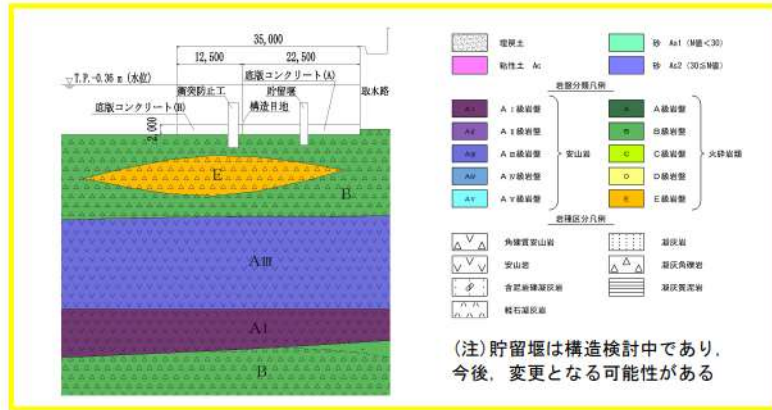 35,000
12,500
22,500
T.P.-0.36 m (水位)
底版コンクリート(A)
衝突防止工
貯留堰
取水路
底版コンクリート(B)
構造目地
2,000
E
B
AⅢ
AⅠ
B
埋戻土
砂 As1 (N値<30)
粘性土 Ac
砂 As2 (30≦N値)
岩盤分類凡例
AⅠ AⅠ級岩盤
A A級岩盤
AⅡ AⅡ級岩盤
B B級岩盤
AⅢ AⅢ級岩盤
安山岩
C C級岩盤
火砕岩類
AⅣ AⅣ級岩盤
D D級岩盤
AⅤ AⅤ級岩盤
E E級岩盤
岩種区分凡例
角礫質安山岩
凝灰岩
安山岩
凝灰角礫岩
含泥岩礫凝灰岩
凝灰質泥岩
軽石凝灰岩
(注)貯留堰は構造検討中であり,
今後,変更となる可能性がある